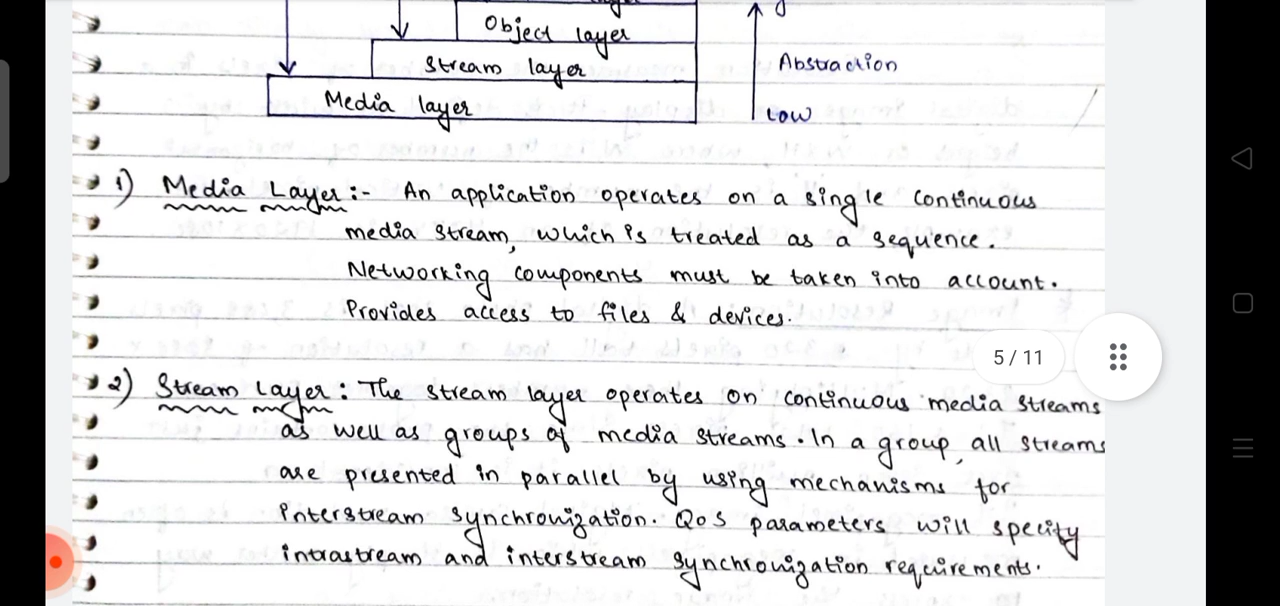 Object layer
Stream layer
Abstraction
Media layer
Low
1) Media Layer :- An application operates on a single continuous
media stream, which is treated as a sequence.
Networking components must be taken into account.
Provides access to files & devices.
5 / 11
2) Stream Layer : The stream layer operates on continuous media streams
as well as groups of media streams. In a group, all streams
are presented in parallel by using mechanisms for
interstream synchronization. QoS parameters will specify
intrastream and interstream synchronization requirements.